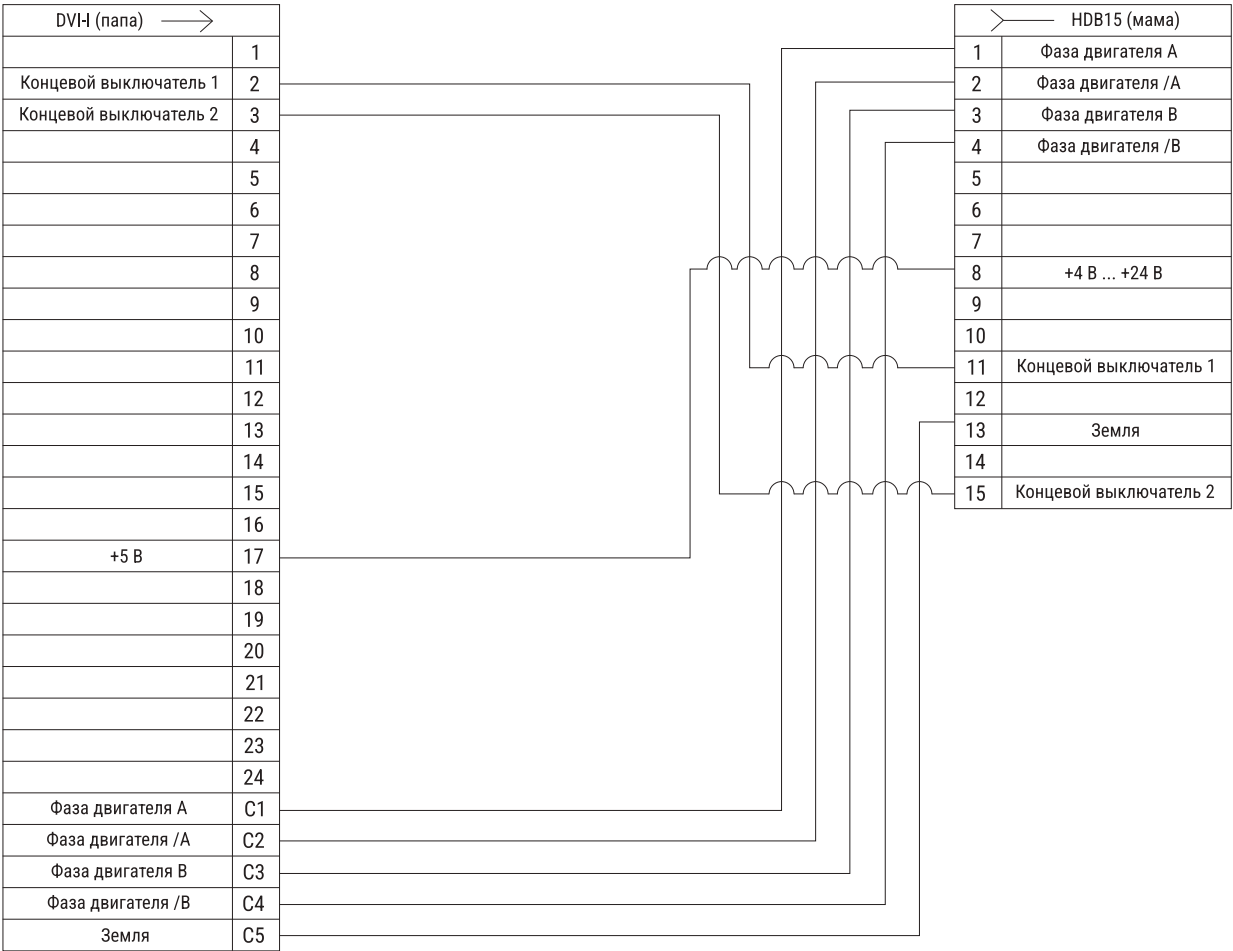 DVI-I (папа)
1
Концевой выключатель 1 2
Концевой выключатель 2 3
4
5
6
7
8
9
10
11
12
13
14
15
16
+5 В 17
18
19
20
21
22
23
24
Фаза двигателя А C1
Фаза двигателя /А C2
Фаза двигателя В C3
Фаза двигателя /В C4
Земля C5
HDB15 (мама)
1 Фаза двигателя А
2 Фаза двигателя /А
3 Фаза двигателя В
4 Фаза двигателя /В
5
6
7
8 +4 В ... +24 В
9
10
11 Концевой выключатель 1
12
13 Земля
14
15 Концевой выключатель 2